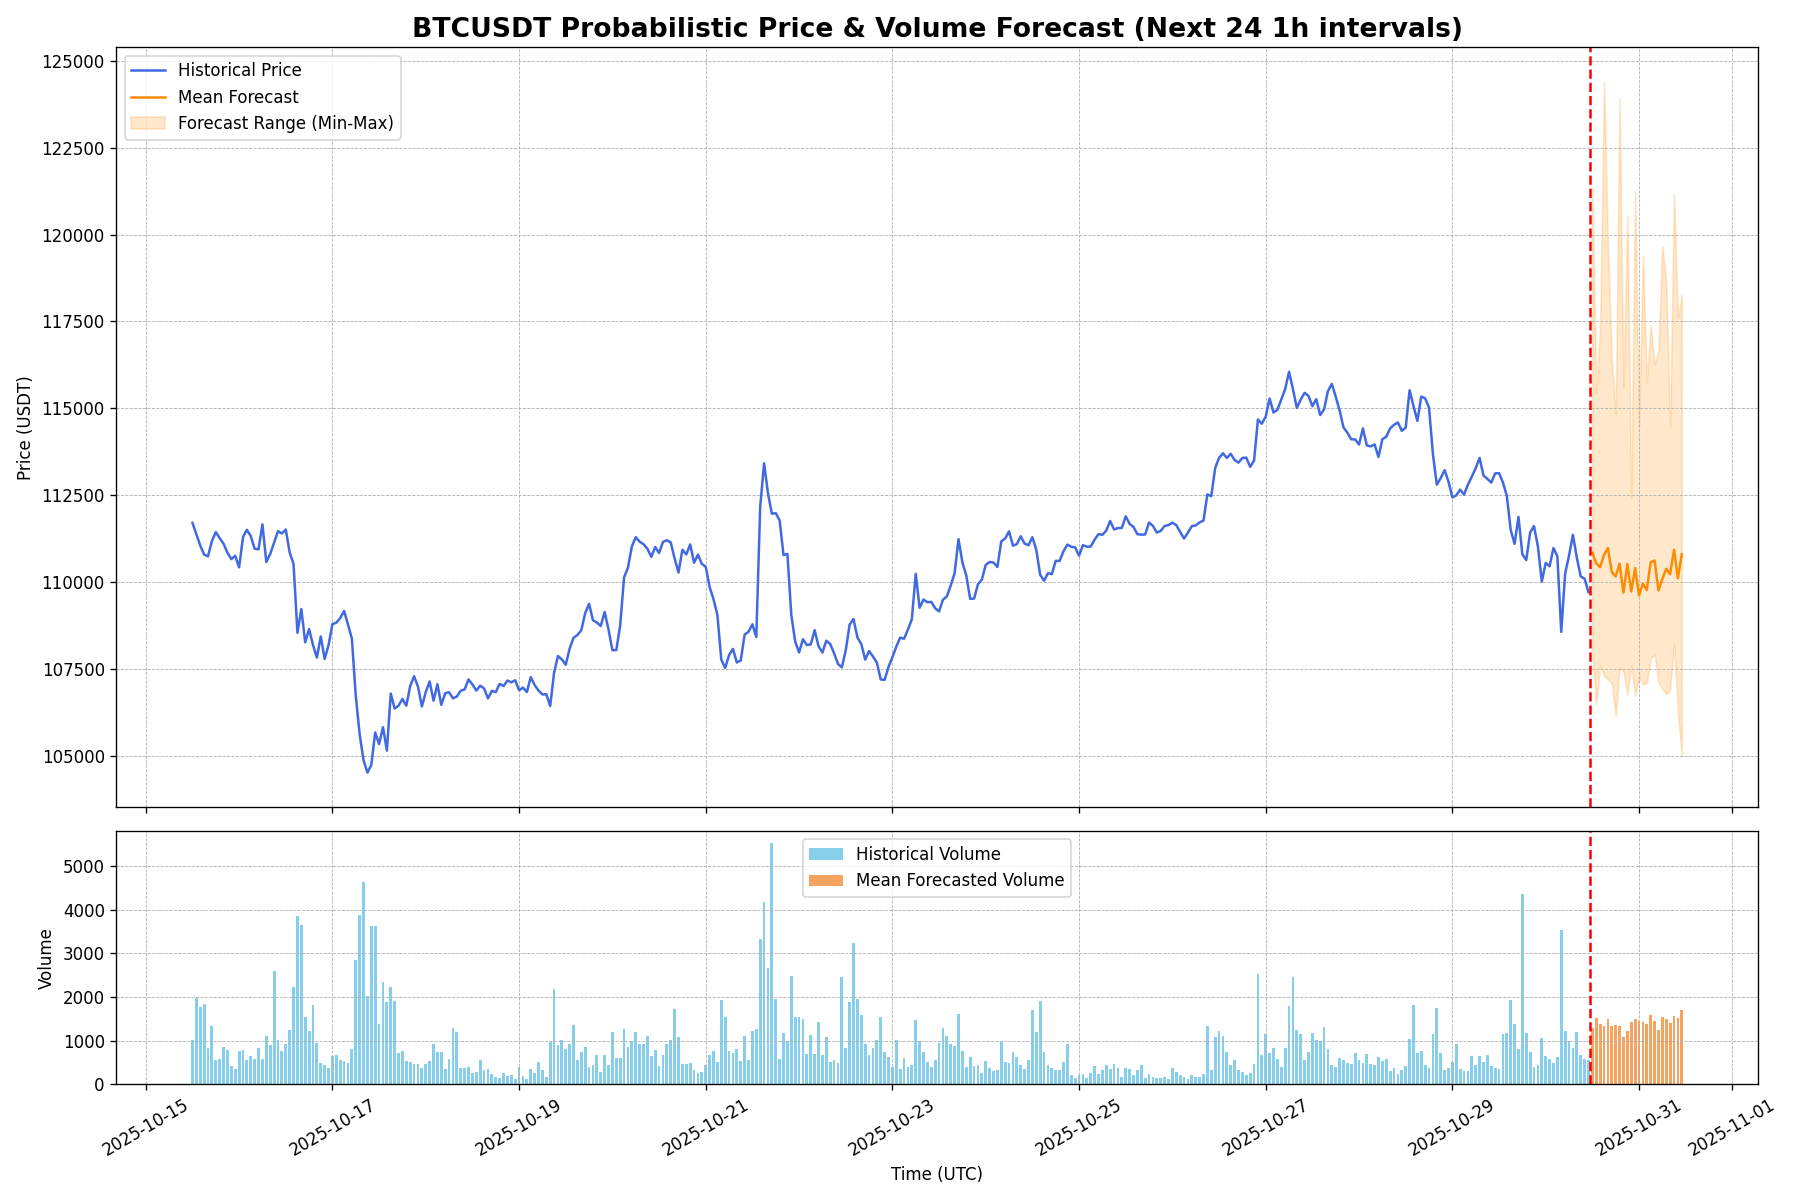 BTCUSDT Probabilistic Price & Volume Forecast (Next 24 1h intervals)
Historical Price
Mean Forecast
Forecast Range (Min-Max)
125000
122500
120000
117500
115000
112500
110000
107500
105000
Price (USDT)
Historical Volume
Mean Forecasted Volume
5000
4000
3000
2000
1000
0
Volume
2025-10-15
2025-10-17
2025-10-19
2025-10-21
2025-10-23
2025-10-25
2025-10-27
2025-10-29
2025-10-31
2025-11-01
Time (UTC)